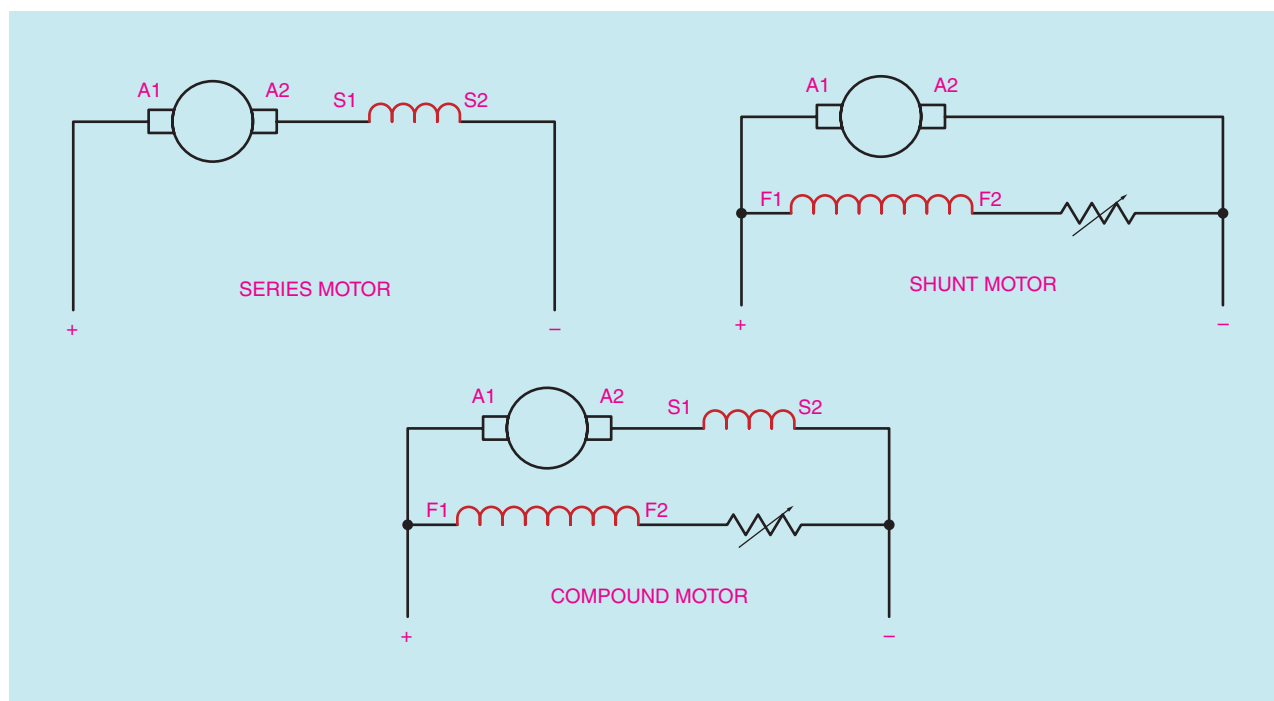 A1 A2 S1 S2
SERIES MOTOR
+ –
A1 A2
F1 F2
SHUNT MOTOR
+ –
A1 A2 S1 S2
F1 F2
COMPOUND MOTOR
+ –